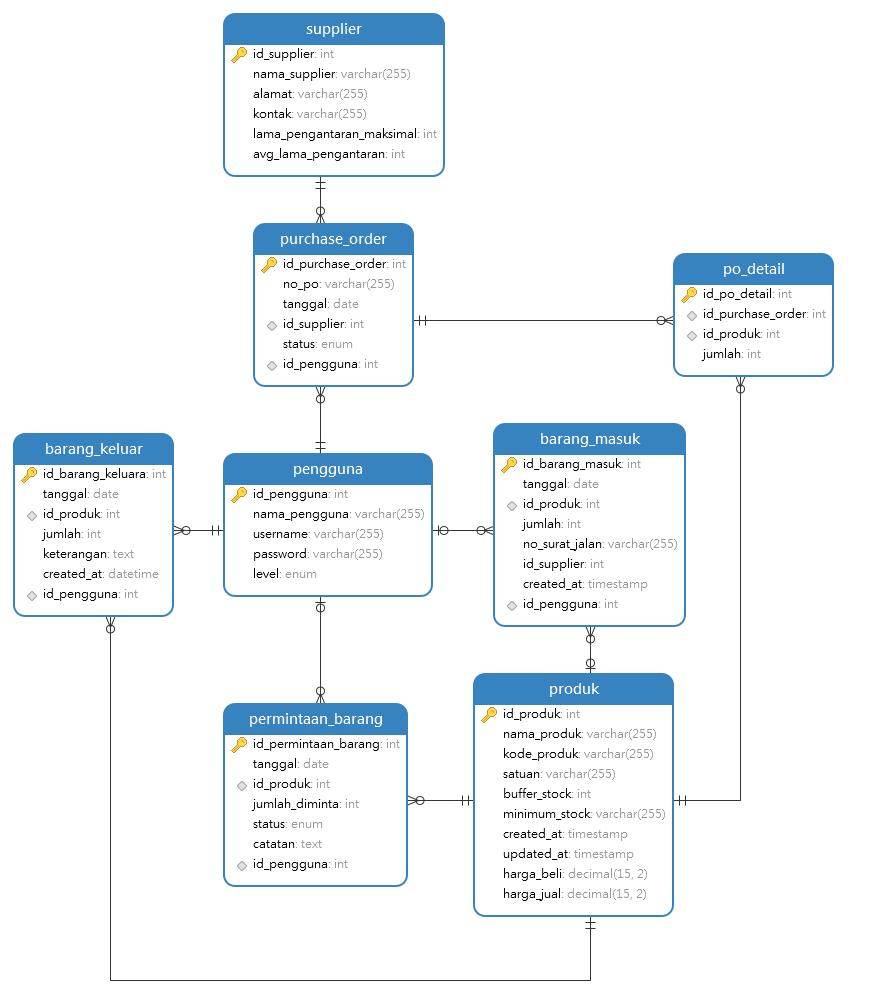 supplier
id_supplier: int
nama_supplier: varchar(255)
alamat: varchar(255)
kontak: varchar(255)
lama_pengantaran_maksimal: int
avg_lama_pengantaran: int
purchase_order
id_purchase_order: int
no_po: varchar(255)
tanggal: date
id_supplier: int
status: enum
id_pengguna: int
po_detail
id_po_detail: int
id_purchase_order: int
id_produk: int
jumlah: int
barang_keluar
id_barang_keluara: int
tanggal: date
id_produk: int
jumlah: int
keterangan: text
created_at: datetime
id_pengguna: int
pengguna
id_pengguna: int
nama_pengguna: varchar(255)
username: varchar(255)
password: varchar(255)
level: enum
barang_masuk
id_barang_masuk: int
tanggal: date
id_produk: int
jumlah: int
no_surat_jalan: varchar(255)
id_supplier: int
created_at: timestamp
id_pengguna: int
permintaan_barang
id_permintaan_barang: int
tanggal: date
id_produk: int
jumlah_diminta: int
status: enum
catatan: text
id_pengguna: int
produk
id_produk: int
nama_produk: varchar(255)
kode_produk: varchar(255)
satuan: varchar(255)
buffer_stock: int
minimum_stock: varchar(255)
created_at: timestamp
updated_at: timestamp
harga_beli: decimal(15, 2)
harga_jual: decimal(15, 2)